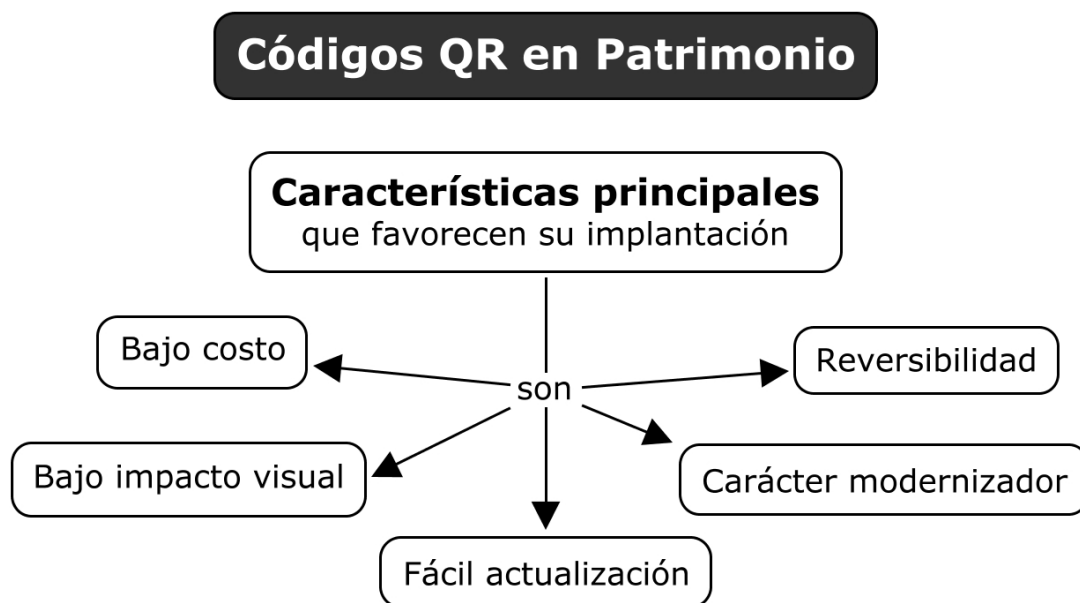 Códigos QR en Patrimonio
Características principales
que favorecen su implantación
son
Bajo costo
Bajo impacto visual
Fácil actualización
Carácter modernizador
Reversibilidad